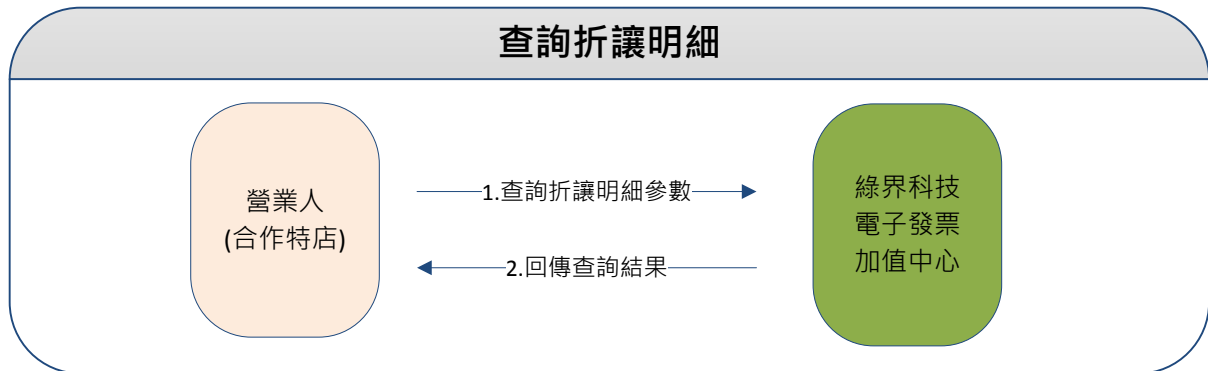 查詢折讓明細
營業人
(合作特店)
1.查詢折讓明細參數
2.回傳查詢結果
綠界科技
電子發票
加值中心